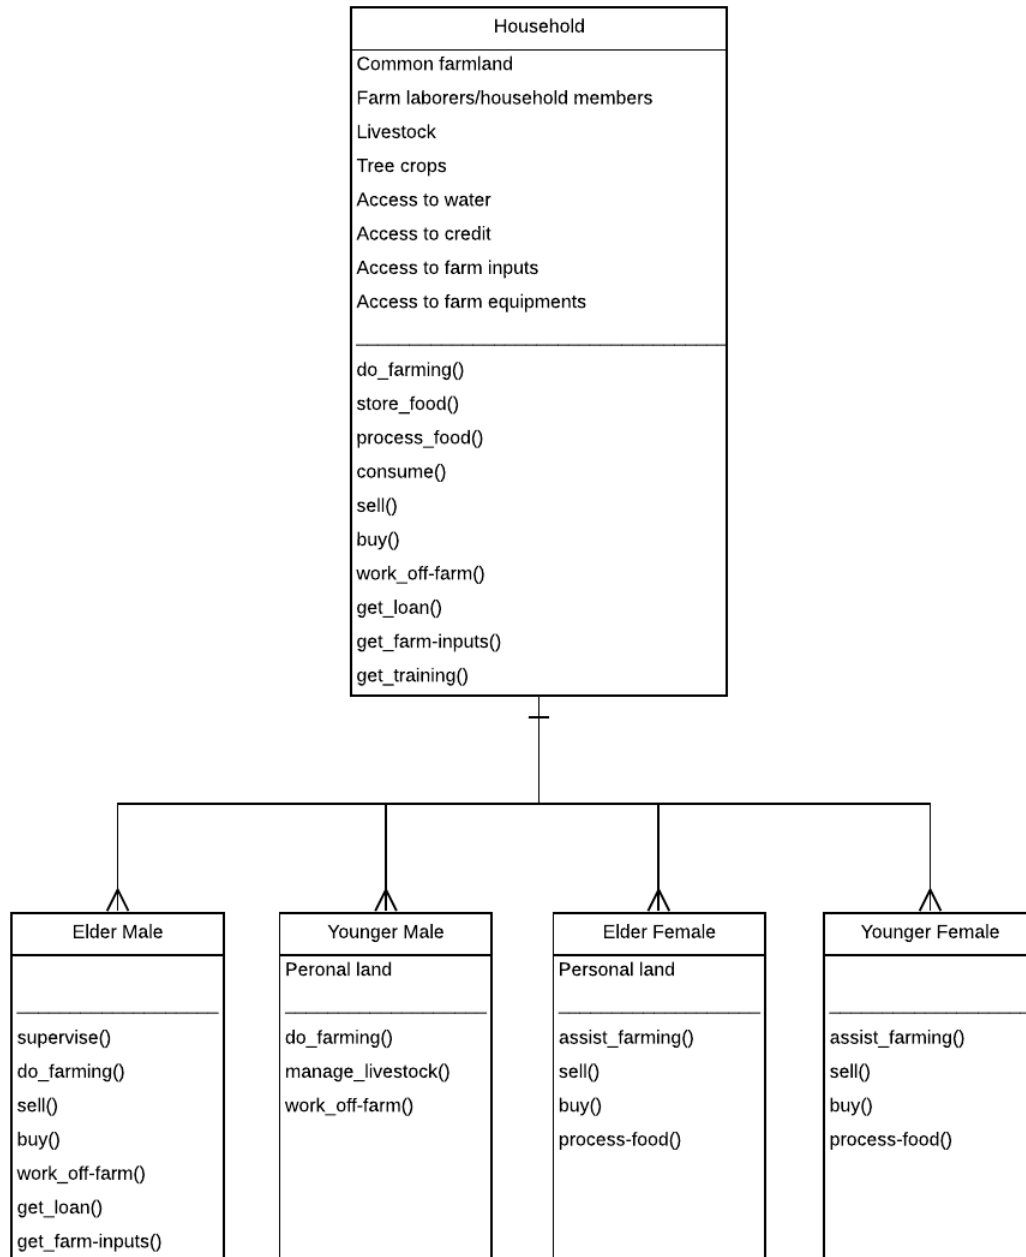 Household
Common farmland
Farm laborers/household members
Livestock
Tree crops
Access to water
Access to credit
Access to farm inputs
Access to farm equipments
do_farming()
store_food()
process_food()
consume()
sell()
buy()
work_off-farm()
get_loan()
get_farm-inputs()
get_training()
Elder Male
supervise()
do_farming()
sell()
buy()
work_off-farm()
get_loan()
get_farm-inputs()
Younger Male
Peronal land
do_farming()
manage_livestock()
work_off-farm()
Elder Female
Personal land
assist_farming()
sell()
buy()
process-food()
Younger Female
assist_farming()
sell()
buy()
process-food()